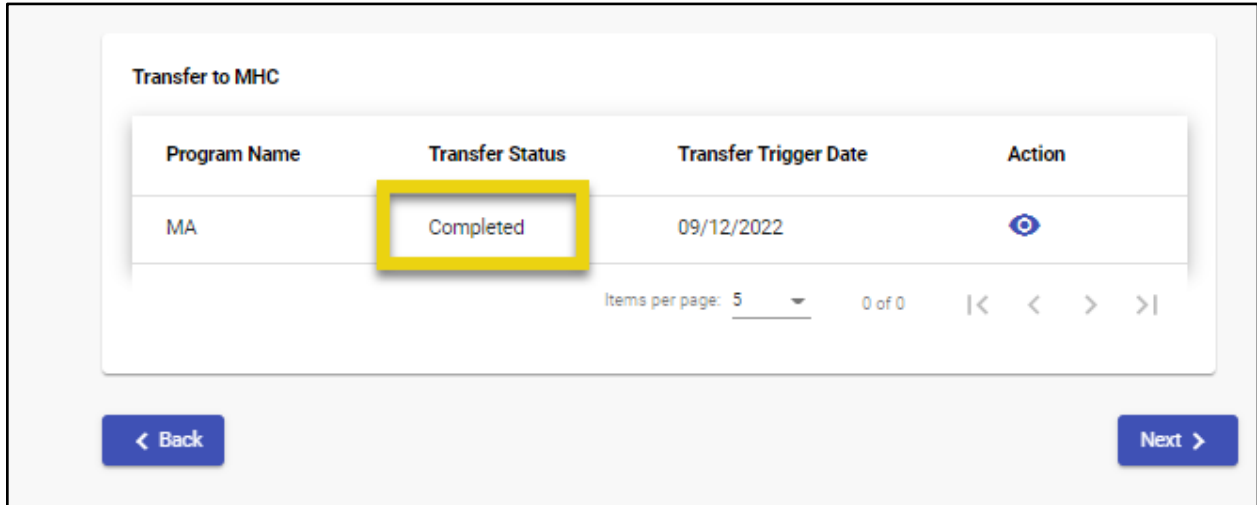 Transfer to MHC
Program Name Transfer Status Transfer Trigger Date Action
MA Completed 09/12/2022
Items per page: 5 0 of 0
Back Next